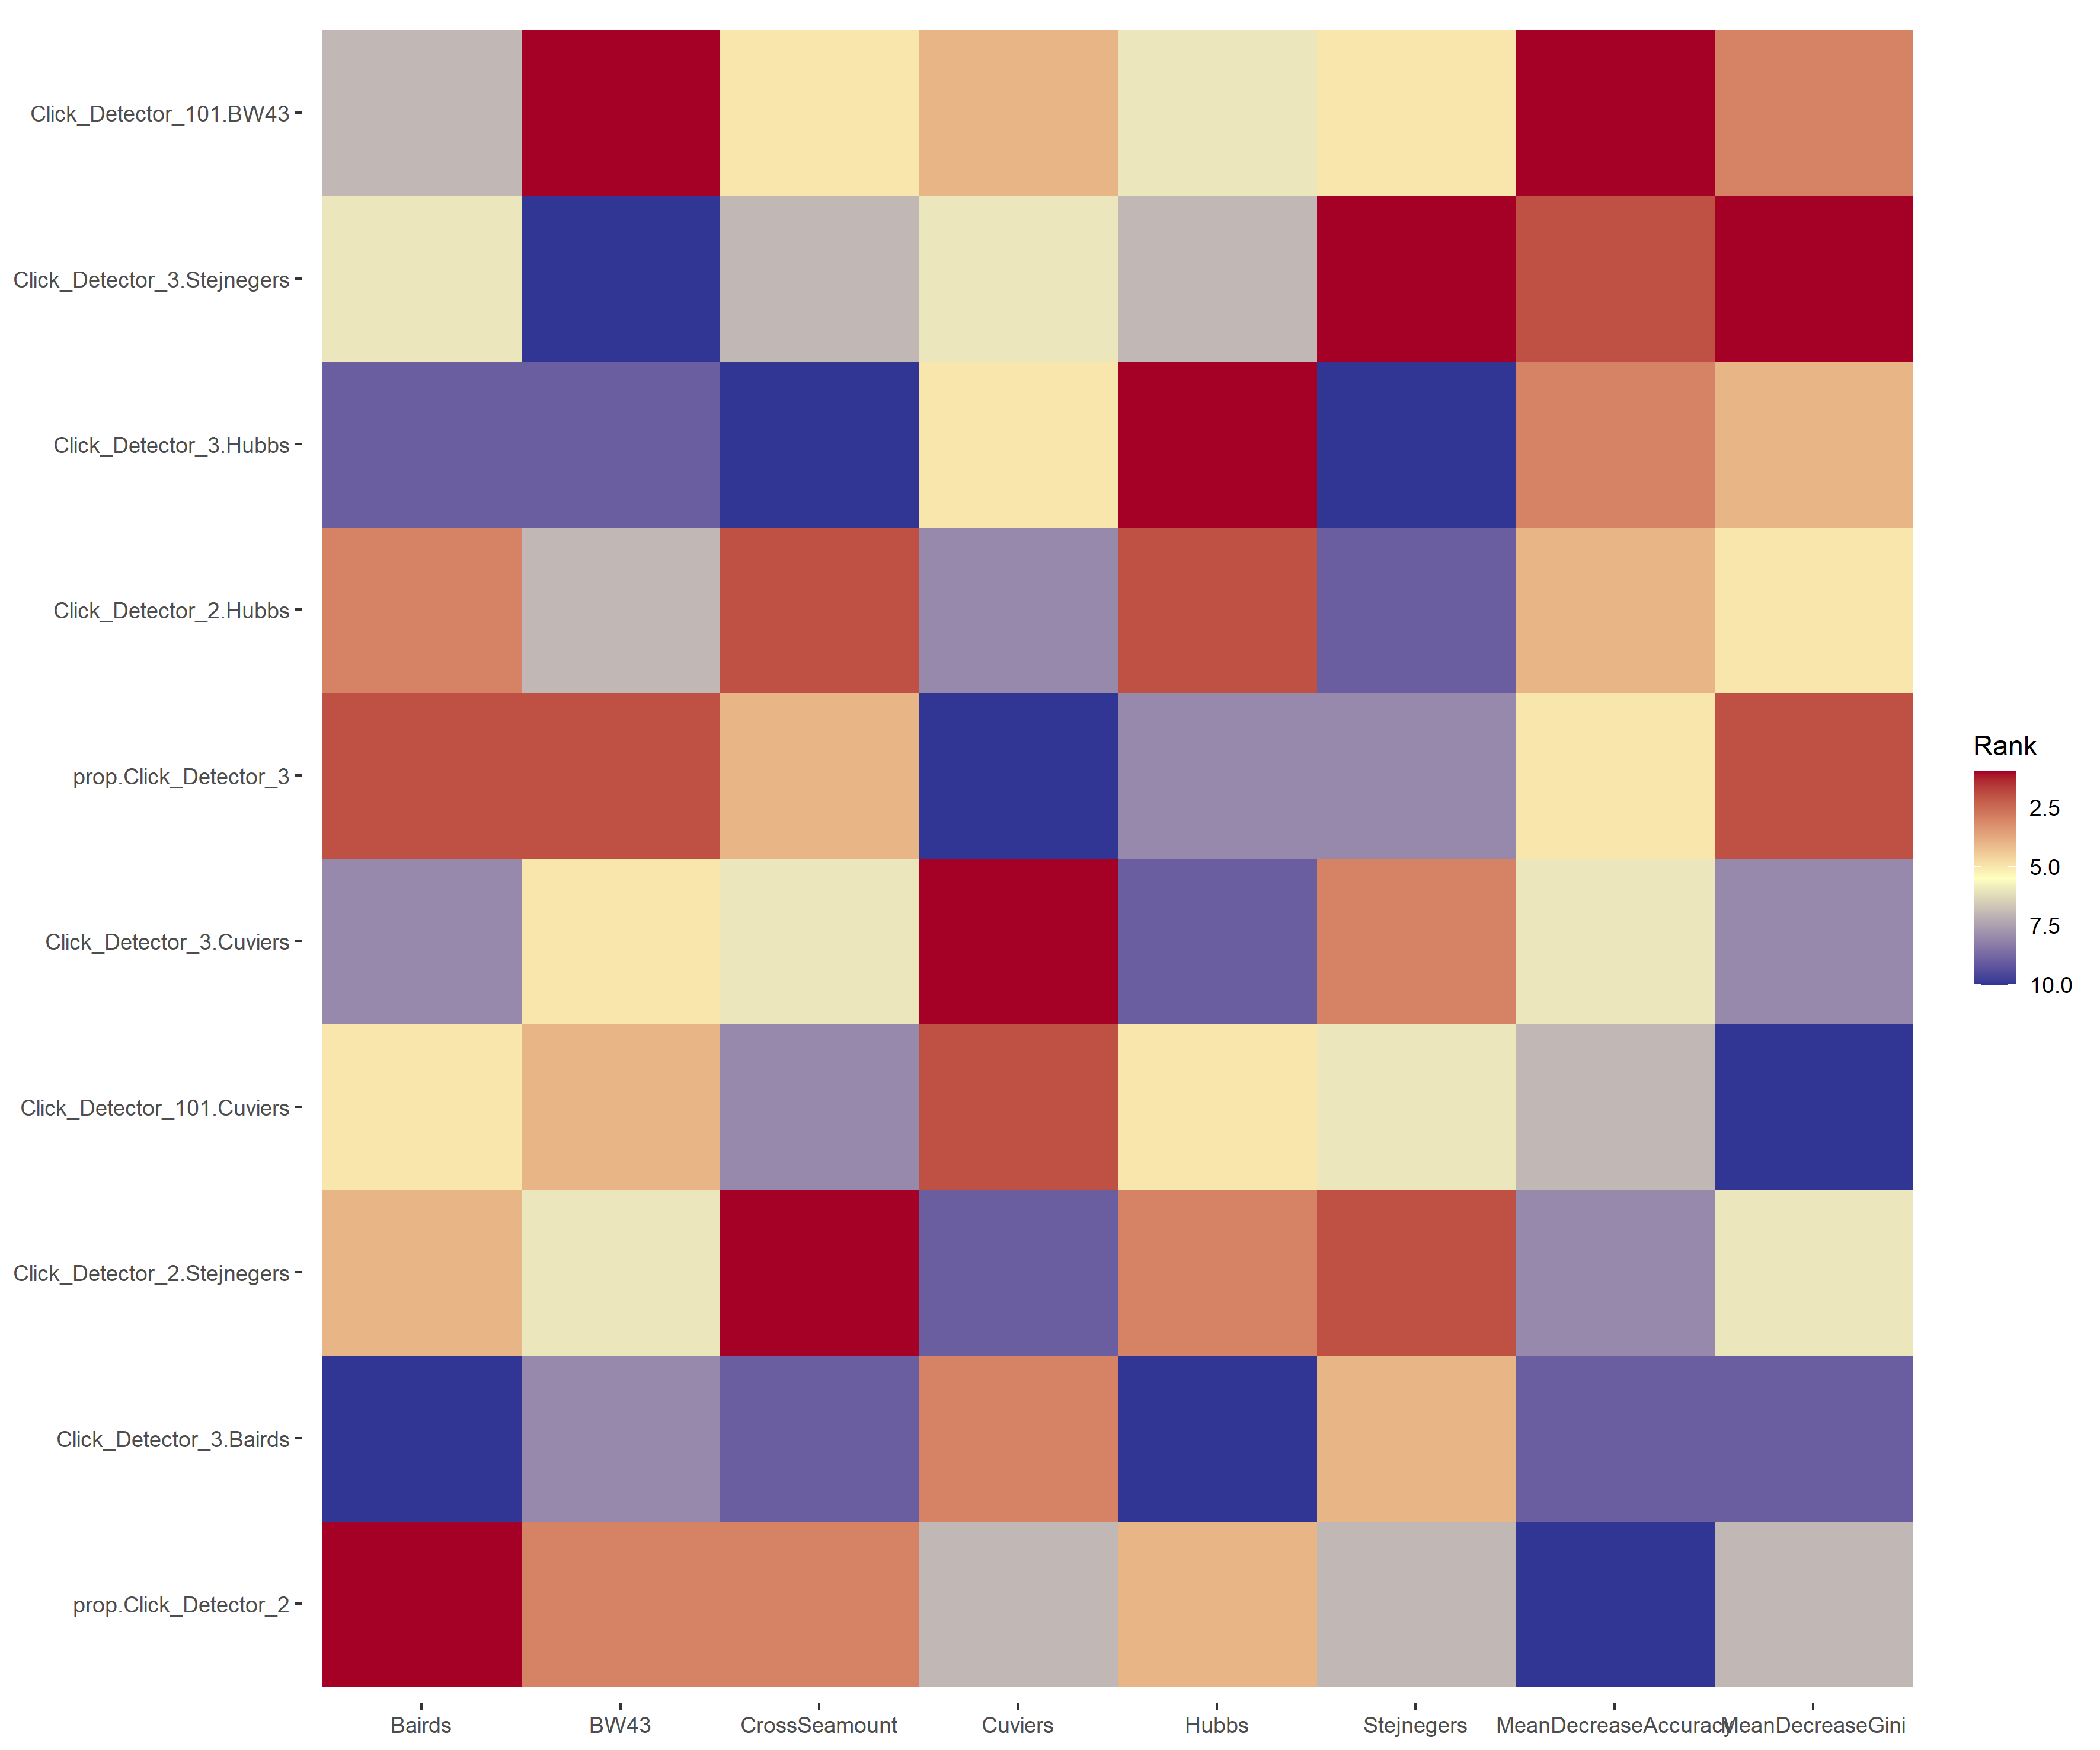 Click_Detector_101.BW43
Click_Detector_3.Stejnegers
Click_Detector_3.Hubbs
Click_Detector_2.Hubbs
prop.Click_Detector_3
Click_Detector_3.Cuviers
Click_Detector_101.Cuviers
Click_Detector_2.Stejnegers
Click_Detector_3.Bairds
prop.Click_Detector_2
Bairds BW43 CrossSeamount Cuviers Hubbs Stejnegers MeanDecreaseAccuracy MeanDecreaseGini
Rank
2.5
5.0
7.5
10.0